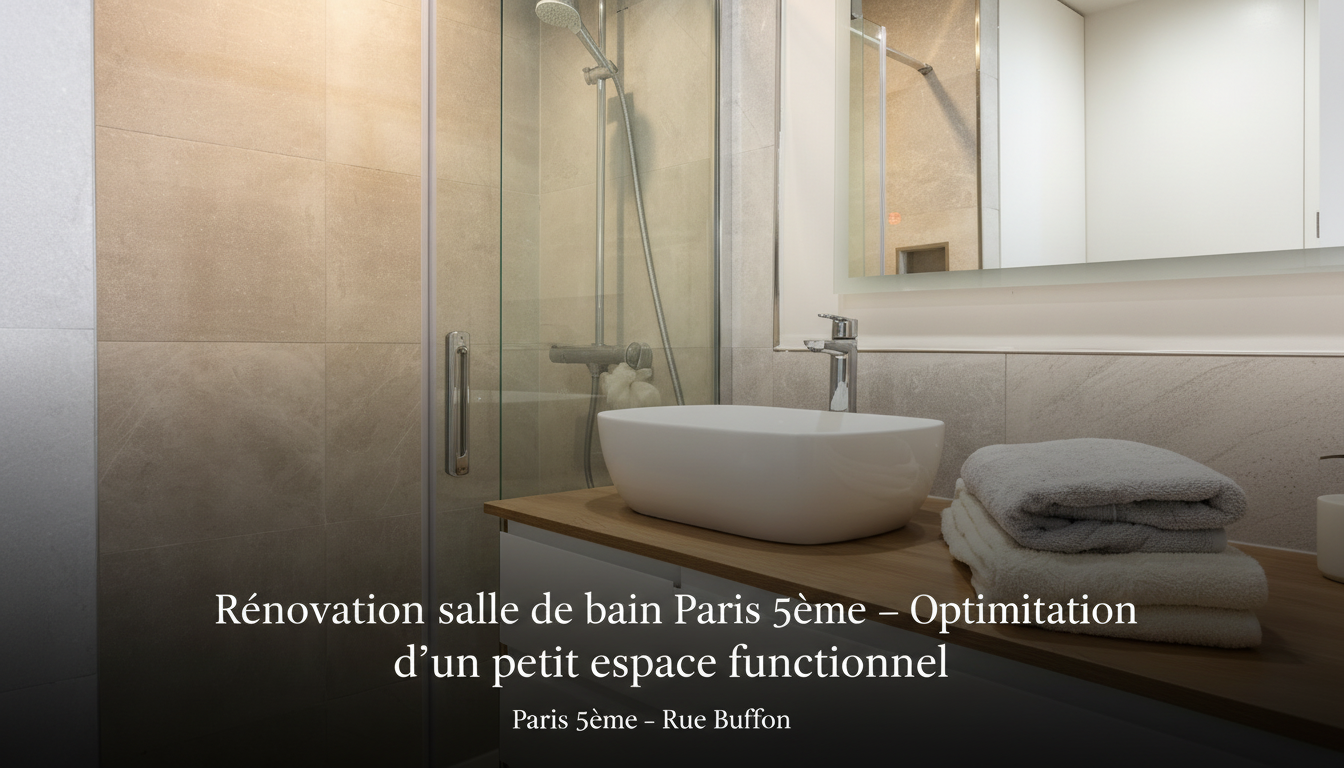 Rénovation salle de bain Paris 5ème – Optimitation
d’un petit espace functionnel
Paris 5ème – Rue Buffon